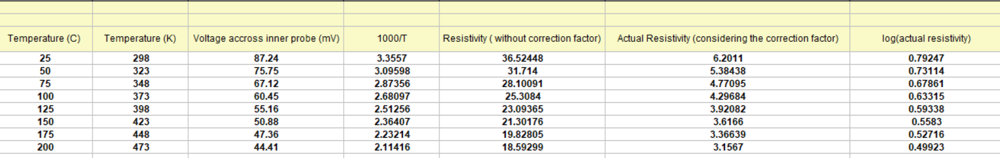 Temperature (C) Temperature (K) Voltage accross inner probe (mV) 1000/T Resistivity ( without correction factor) Actual Resistivity (considering the correction factor) log(actual resistivity)
25 298 87.24 3.3557 36.52448 6.2011 0.79247
50 323 75.75 3.09598 31.714 5.38438 0.73114
75 348 67.12 2.87356 28.10091 4.77095 0.67861
100 373 60.45 2.68097 25.3084 4.29684 0.63315
125 398 55.16 2.51256 23.09365 3.92082 0.59338
150 423 50.88 2.36407 21.30176 3.6166 0.5583
175 448 47.36 2.23214 19.82805 3.36639 0.52716
200 473 44.41 2.11416 18.59299 3.1567 0.49923